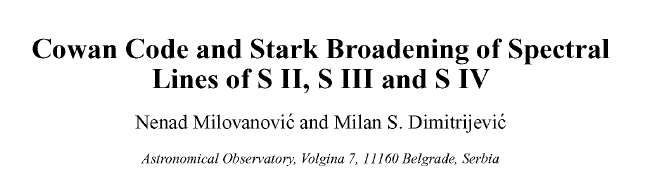 Cowan Code and Stark Broadening of Spectral
Lines of S II, S III and S IV
Nenad Milovanović and Milan S. Dimitrijević
Astronomical Observatory, Volgina 7, 11160 Belgrade, Serbia